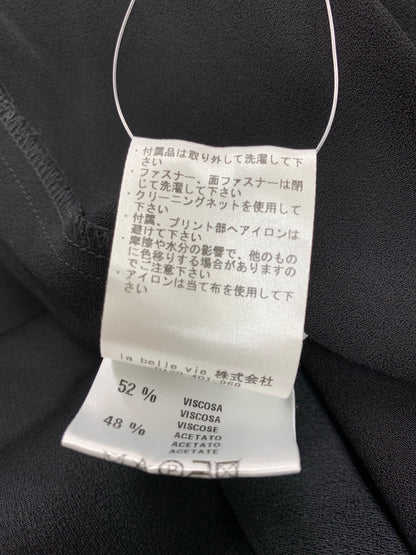 ・付属品は取り外して洗濯して下
さい
・ファスナー、面ファスナーは閉
じて洗濯して下さい
・クリーニングネットを使用して
下さい
・付属、プリント部へアイロンは
避けて下さい
・摩擦や水分の影響で、他のもの
に色移りする場合がありますの
でご注意下さい
・アイロンは当て布を使用して下
さい
la belle vie 株式会社
0120-401-969
52 % VISCOSA
VISCOSE
VISCOSE
48 % ACETATO
ACETATE